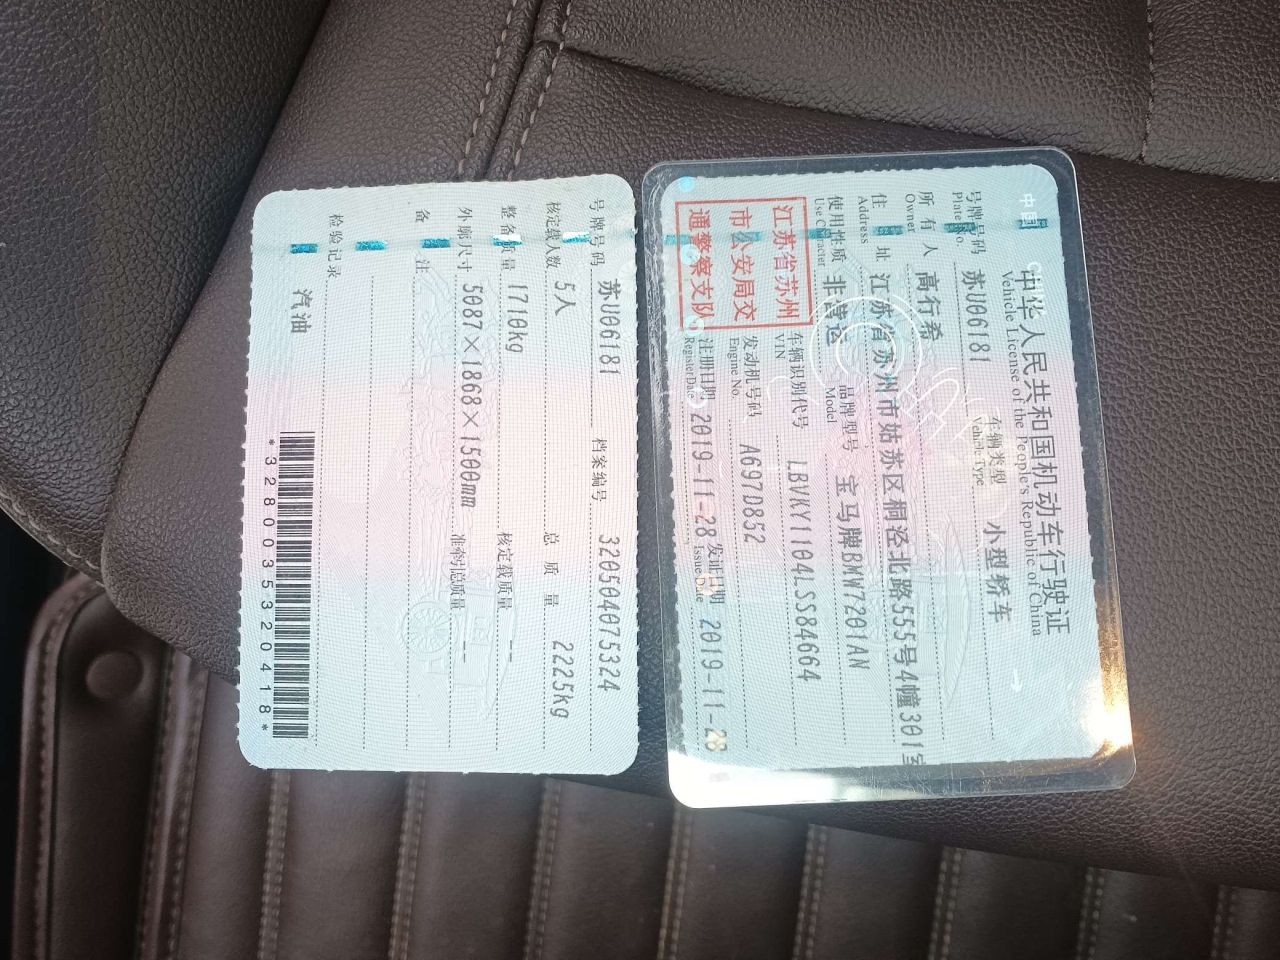 中华人民共和国机动车行驶证
Vehicle License of the People's Republic of China
号牌号码 苏U06181 车辆类型 小型轿车
Plate No. Vehicle Type
所有人 高行希
Owner
住址 江苏省苏州市姑苏区桐泾北路555号4幢301室
Address
使用性质 非营运 品牌型号 宝马牌BMW7201AN
Use Character Model
江苏省苏州
市公安局交
通警察支队
车辆识别代号 LBVKY1104LSS84664
VIN
发动机号码 A697D852
Engine No.
注册日期 2019-11-28 发证日期 2019-11-28
Register Date Issue Date
号牌号码 苏U06181 档案编号 320504075324
核定载人数 5人 总质量 2225kg
整备质量 1710kg 核定载质量 --
外廓尺寸 5087×1868×1500mm 准牵引总质量 --
备注
检验记录
汽油
*3280035320418*